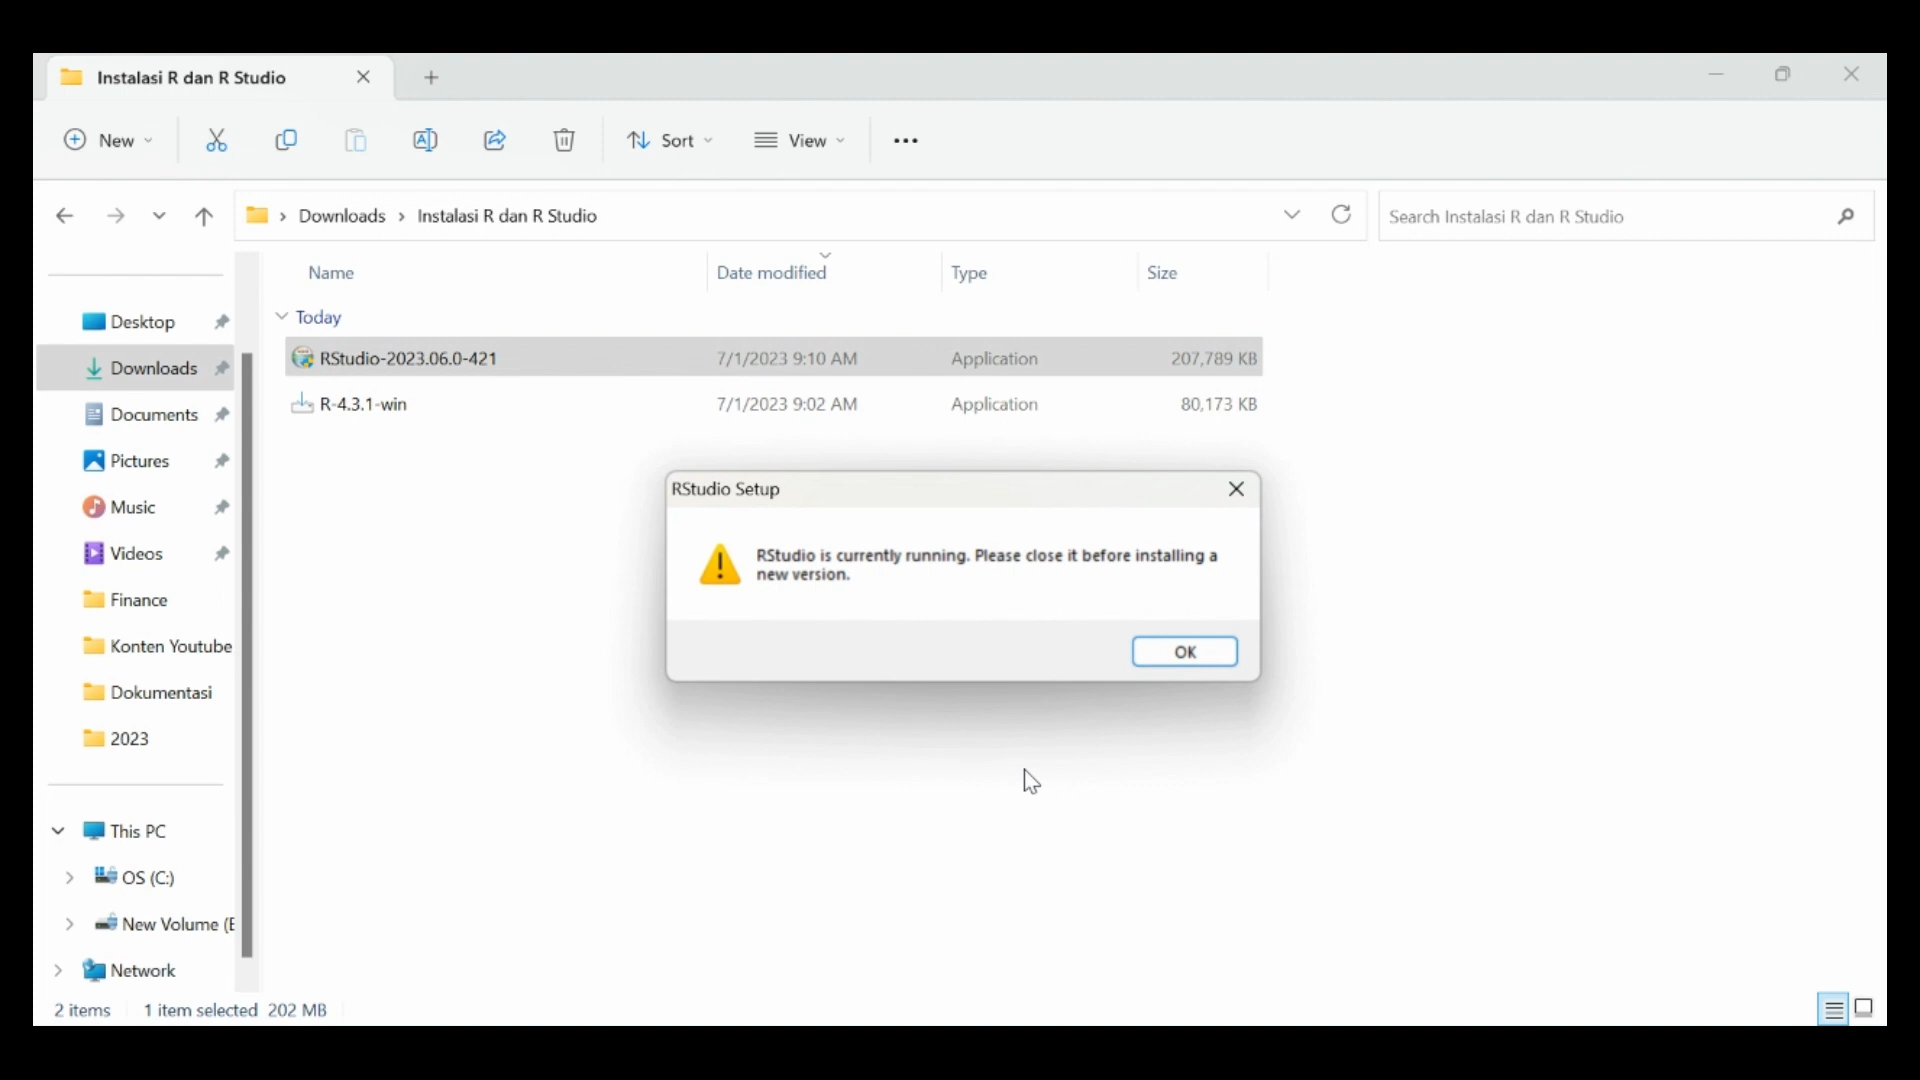 Instalasi R dan R Studio
New
Sort
View
Downloads > Instalasi R dan R Studio
Search Instalasi R dan R Studio
Name
Date modified
Type
Size
Today
RStudio-2023.06.0-421 7/1/2023 9:10 AM Application 207,789 KB
R-4.3.1-win 7/1/2023 9:02 AM Application 80,173 KB
Desktop
Downloads
Documents
Pictures
Music
Videos
Finance
Konten Youtube
Dokumentasi
2023
This PC
OS (C:)
New Volume (E
Network
RStudio Setup
RStudio is currently running. Please close it before installing a
new version.
OK
2 items 1 item selected 202 MB